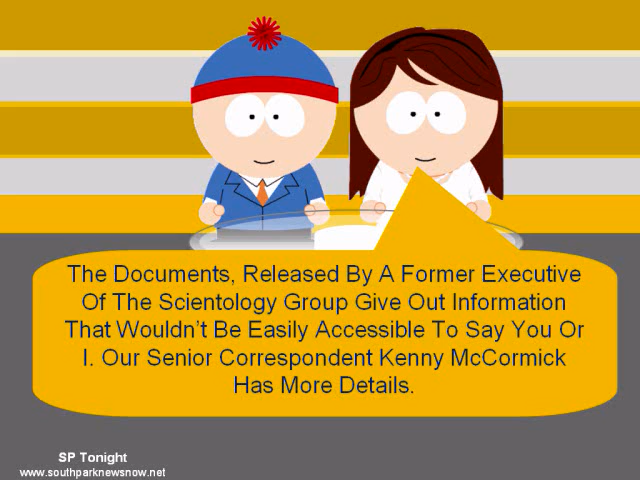 The Documents, Released By A Former Executive
Of The Scientology Group Give Out Information
That Wouldn't Be Easily Accessible To Say You Or
I. Our Senior Correspondent Kenny McCormick
Has More Details.
SP Tonight
www.southparknewsnow.net